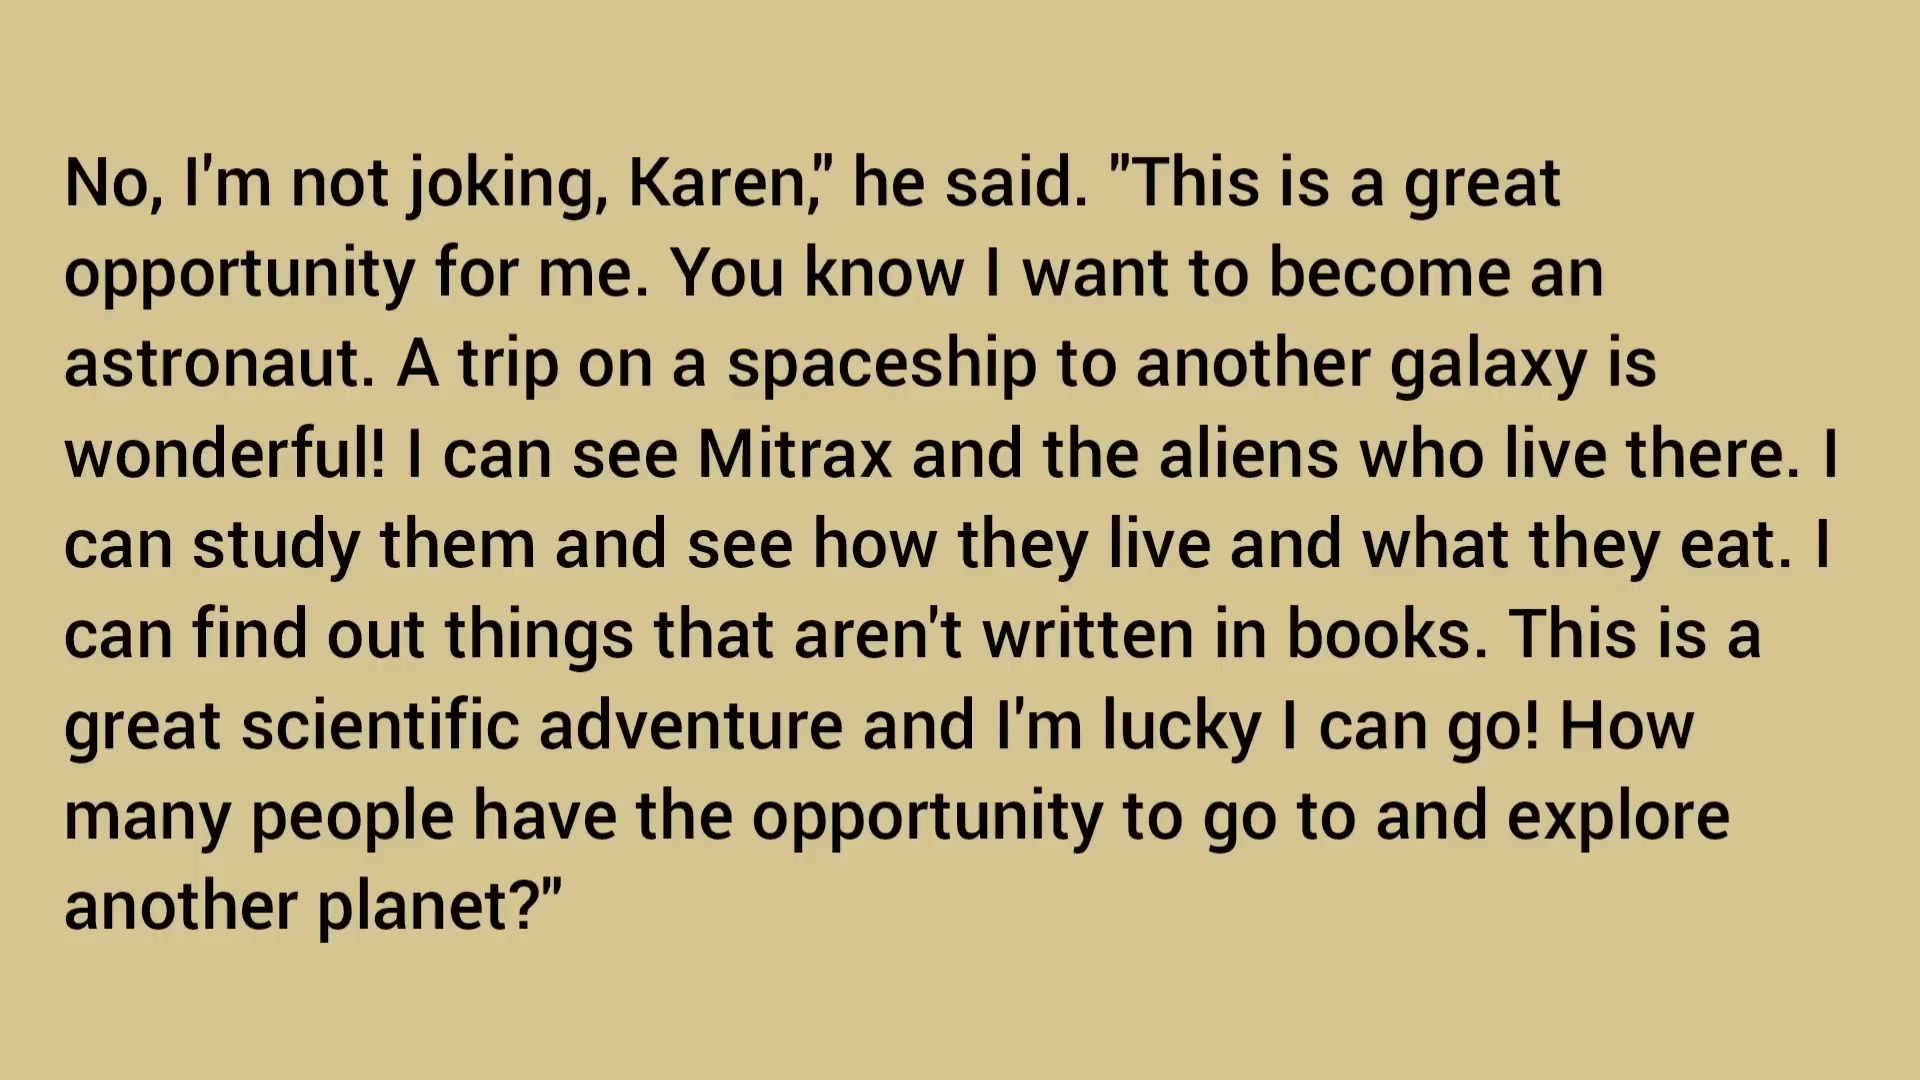 No, I'm not joking, Karen," he said. "This is a great
opportunity for me. You know I want to become an
astronaut. A trip on a spaceship to another galaxy is
wonderful! I can see Mitrax and the aliens who live there. I
can study them and see how they live and what they eat. I
can find out things that aren't written in books. This is a
great scientific adventure and I'm lucky I can go! How
many people have the opportunity to go to and explore
another planet?"